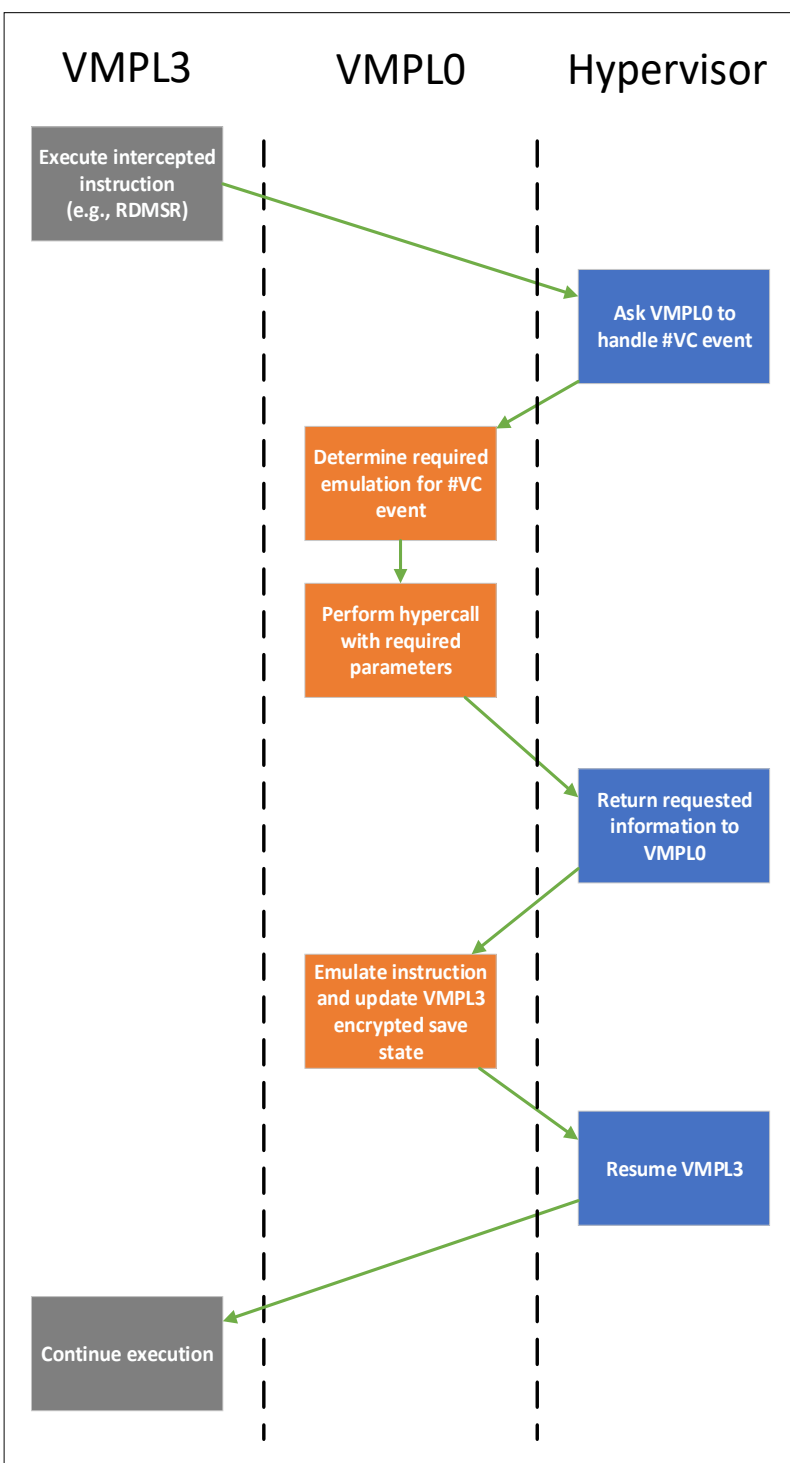 VMPL3 VMPL0 Hypervisor
Execute intercepted
instruction
(e.g., RDMSR)
Ask VMPL0 to
handle #VC event
Determine required
emulation for #VC
event
Perform hypercall
with required
parameters
Return requested
information to
VMPL0
Emulate instruction
and update VMPL3
encrypted save
state
Resume VMPL3
Continue execution